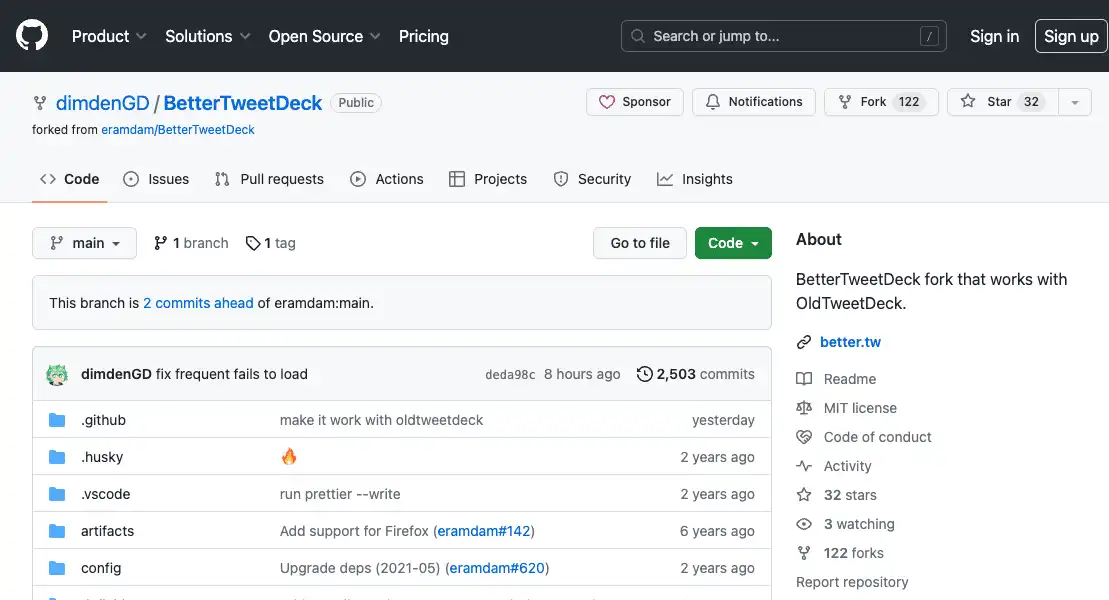 Product Solutions Open Source Pricing Search or jump to... / Sign in Sign up
dimdenGD / BetterTweetDeck Public Sponsor Notifications Fork 122 Star 32
forked from eramdam/BetterTweetDeck
Code Issues Pull requests Actions Projects Security Insights
main 1 branch 1 tag Go to file Code
This branch is 2 commits ahead of eramdam:main.
dimdenGD fix frequent fails to load deda98c 8 hours ago 2,503 commits
.github make it work with oldtweetdeck yesterday
.husky 🔥 2 years ago
.vscode run prettier --write 2 years ago
artifacts Add support for Firefox (eramdam#142) 6 years ago
config Upgrade deps (2021-05) (eramdam#620) 2 years ago
About
BetterTweetDeck fork that works with
OldTweetDeck.
better.tw
Readme
MIT license
Code of conduct
Activity
32 stars
3 watching
122 forks
Report repository